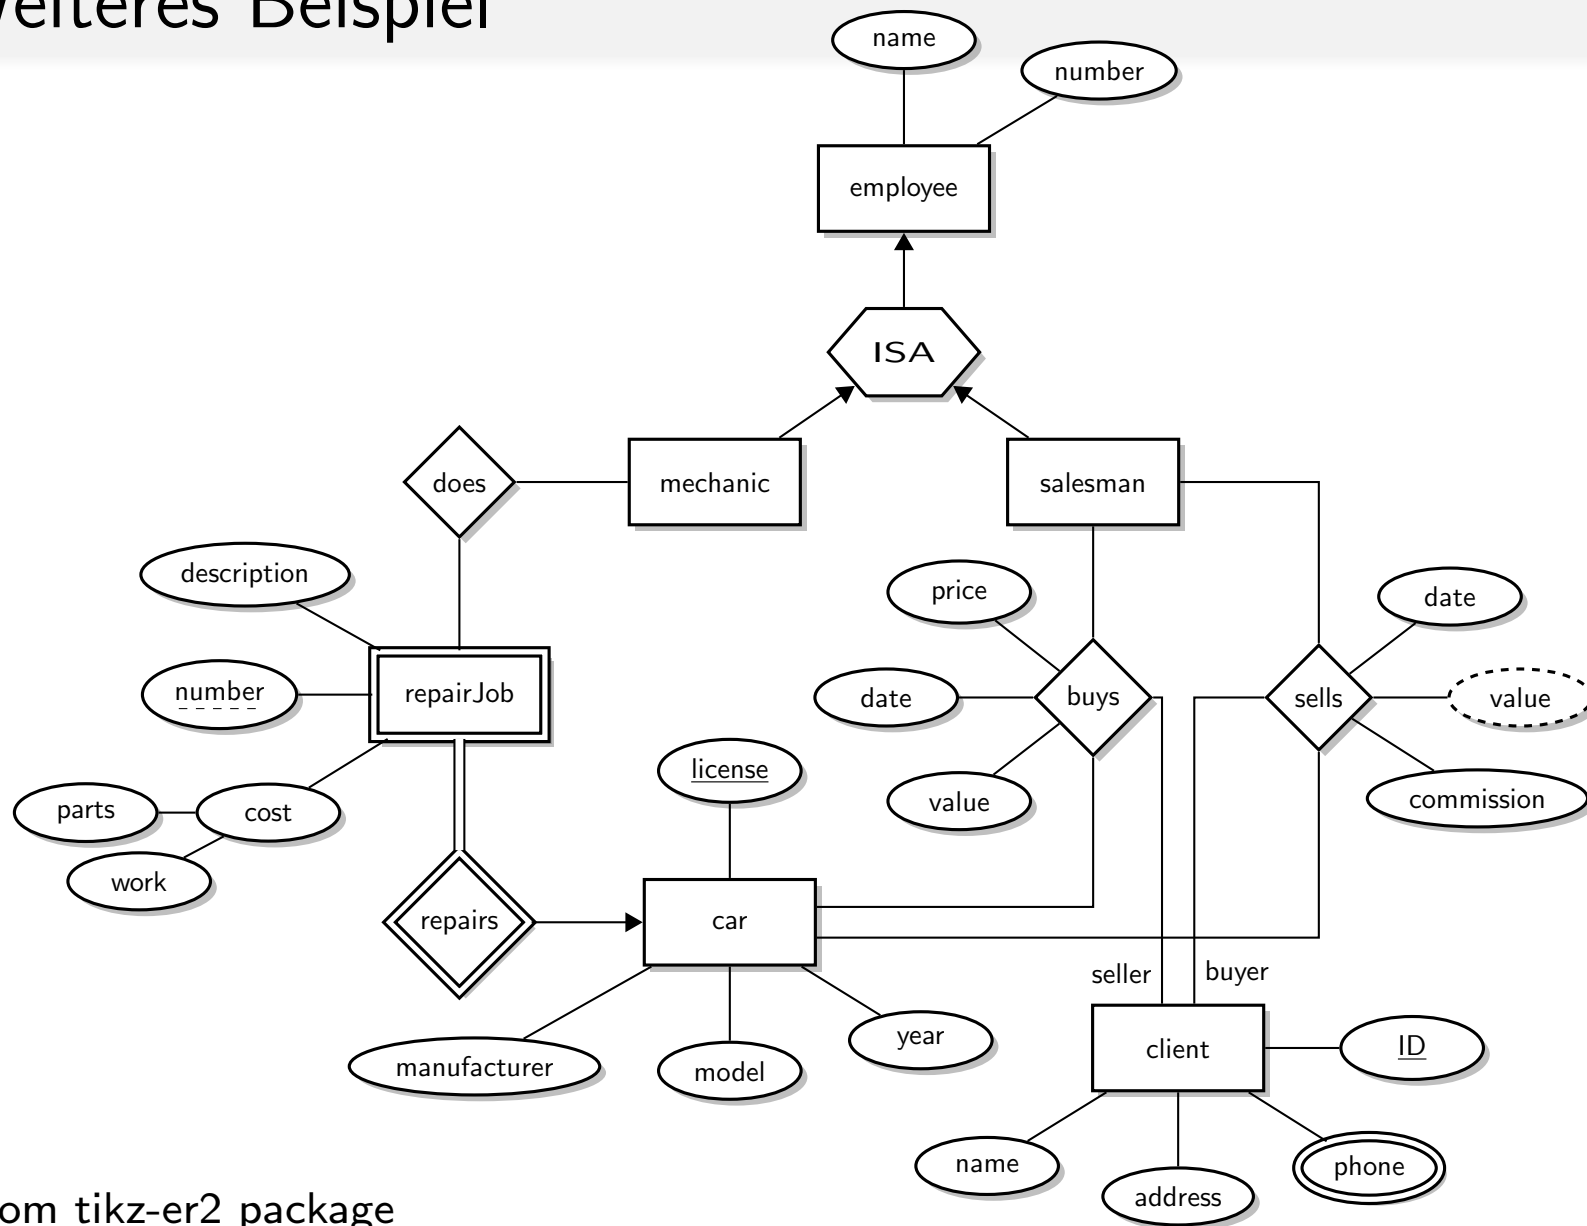 Beispiel
name
number
employee
ISA
does
mechanic
salesman
description
price
date
number
repairJob
date
buys
sells
value
license
parts
cost
value
commission
work
repairs
car
seller
buyer
manufacturer
model
year
client
ID
name
address
phone
tikz-er2 package